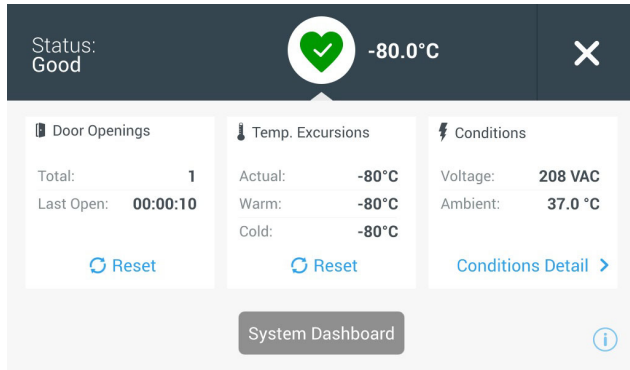 Status:
Good
-80.0°C
Door Openings
Total: 1
Last Open: 00:00:10
Reset
Temp. Excursions
Actual: -80°C
Warm: -80°C
Cold: -80°C
Reset
Conditions
Voltage: 208 VAC
Ambient: 37.0 °C
Conditions Detail
System Dashboard